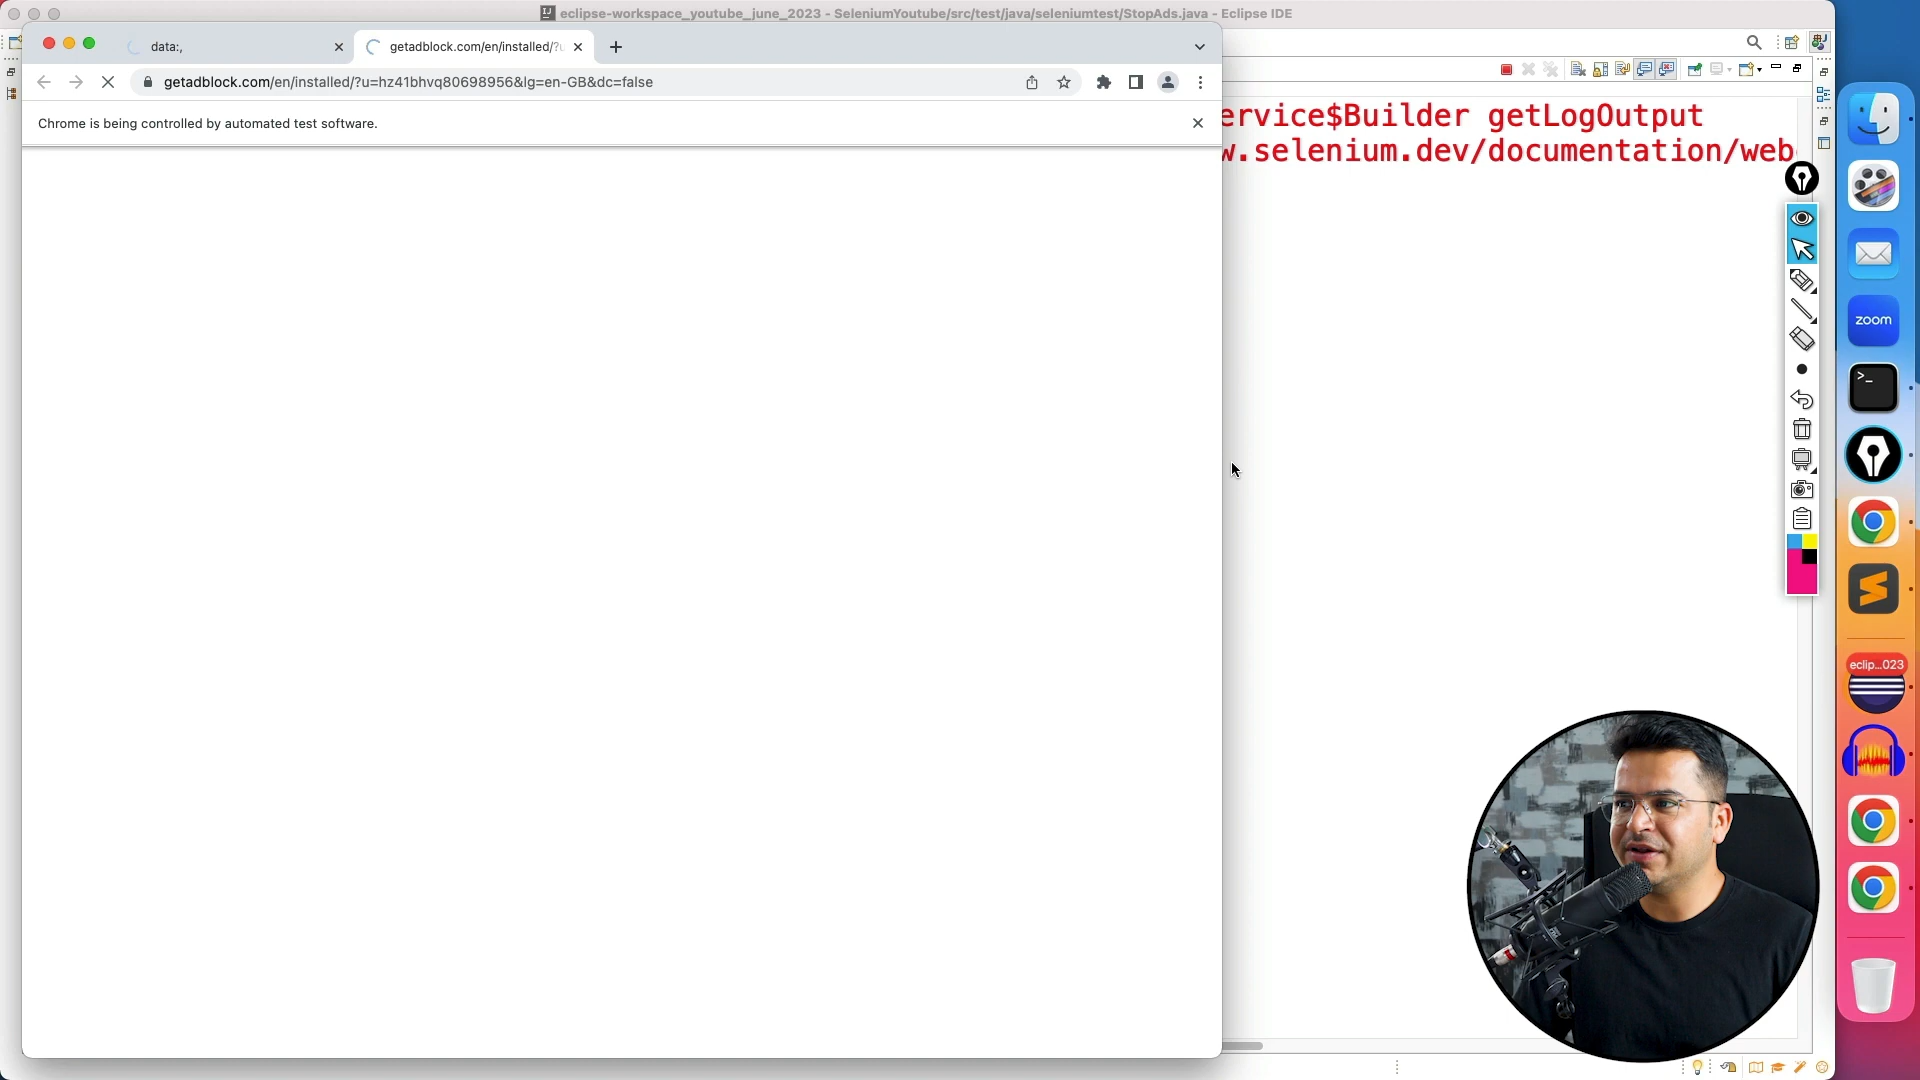 eclipse-workspace_youtube_june_2023 - SeleniumYoutube/src/test/java/seleniumtest/StopAds.java - Eclipse IDE
data:,
getadblock.com/en/installed/?u
getadblock.com/en/installed/?u=hz41bhvq80698956&lg=en-GB&dc=false
Chrome is being controlled by automated test software.
ervice$Builder getLogOutput
w.selenium.dev/documentation/web
zoom
eclip...023